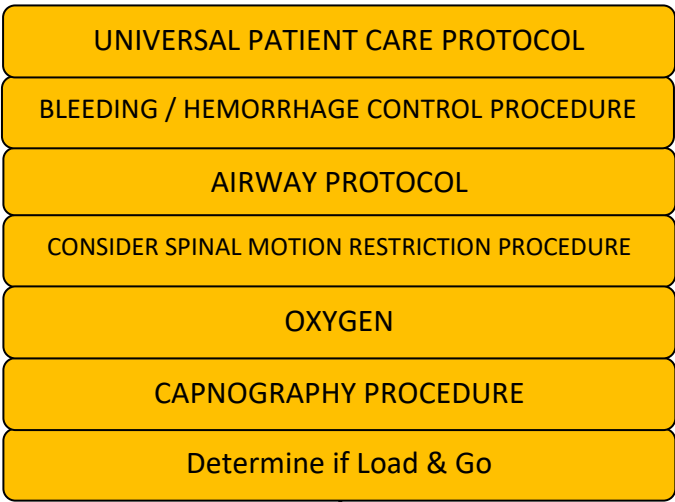 UNIVERSAL PATIENT CARE PROTOCOL
BLEEDING / HEMORRHAGE CONTROL PROCEDURE
AIRWAY PROTOCOL
CONSIDER SPINAL MOTION RESTRICTION PROCEDURE
OXYGEN
CAPNOGRAPHY PROCEDURE
Determine if Load & Go